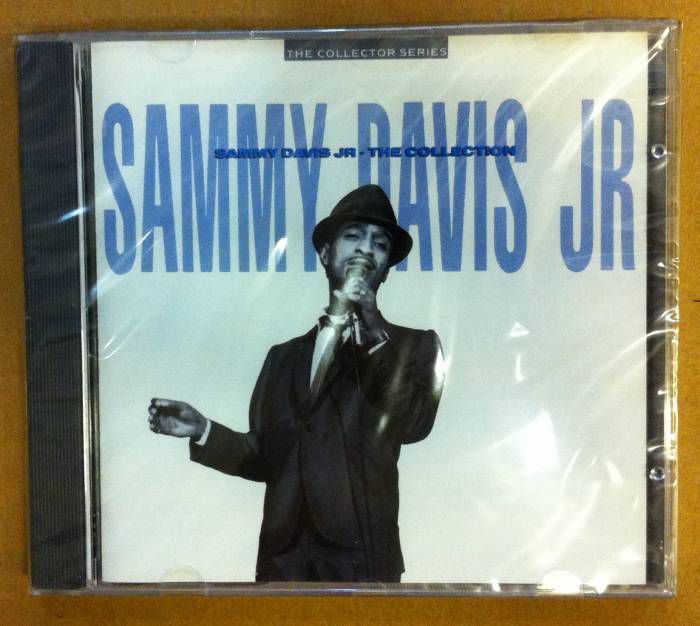 THE COLLECTOR SERIES
SAMMY DAVIS JR
SAMMY DAVIS JR · THE COLLECTION